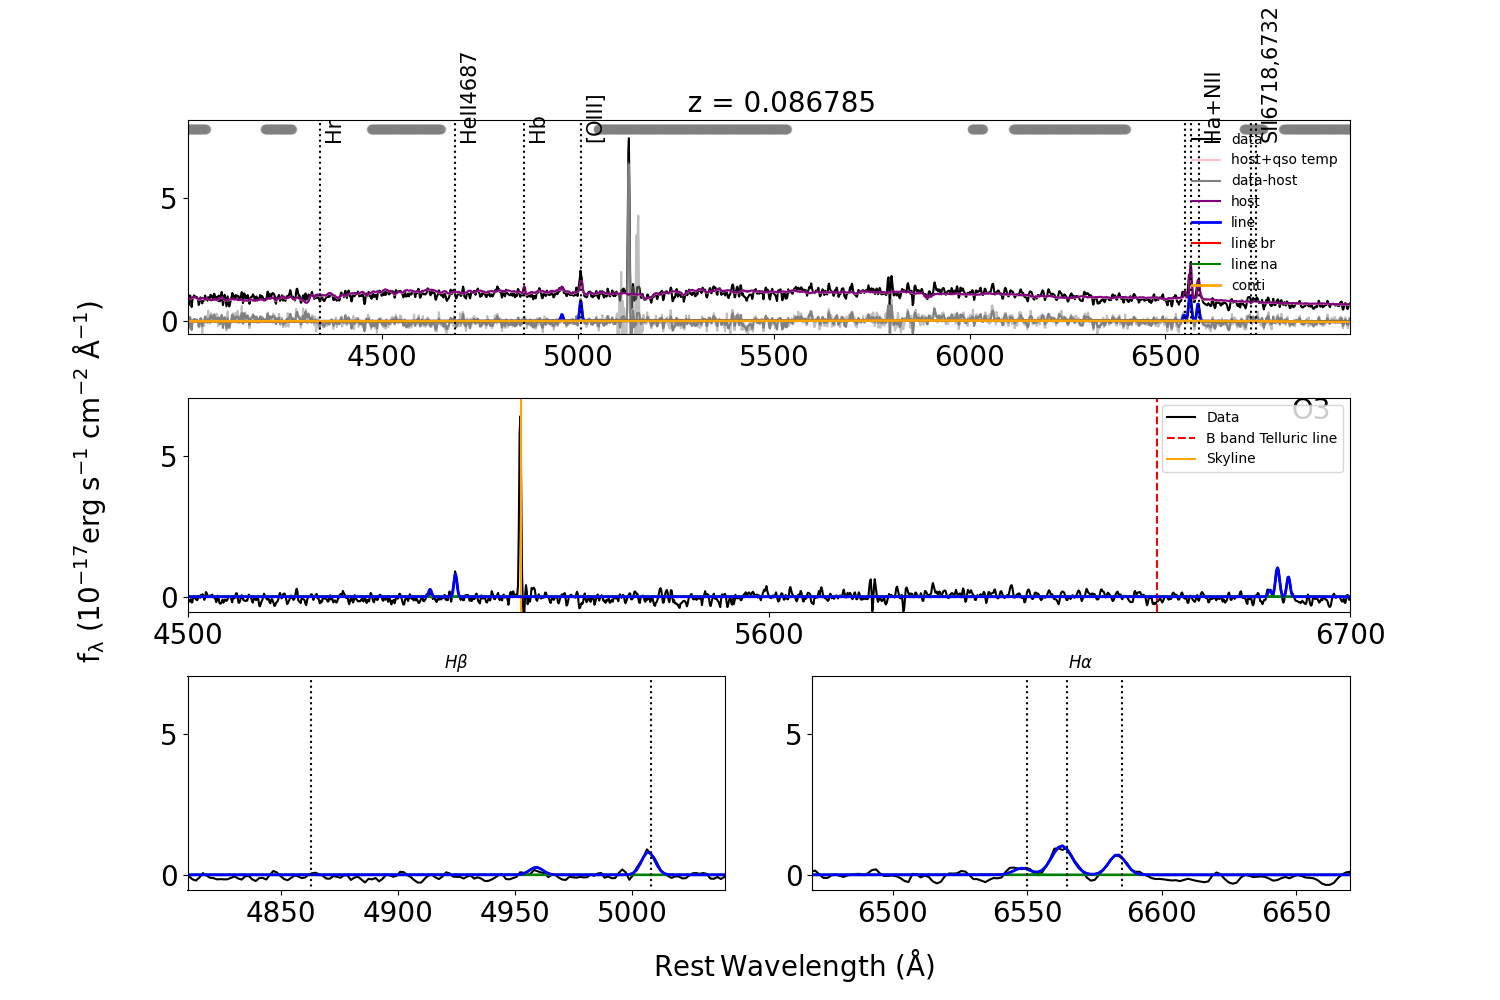 z = 0.086785
Hr
HeII4687
Hb
[OIII]
Ha+NII
SII6718,6732
data
host+qso temp
data-host
host
line
line br
line na
conti
5
0
4500 5000 5500 6000 6500
O3
Data
B band Telluric line
Skyline
5
0
4500 5600 6700
fλ (10⁻¹⁷erg s⁻¹ cm⁻² Å⁻¹)
Hβ
5
0
4850 4900 4950 5000
Hα
5
0
6500 6550 6600 6650
Rest Wavelength (Å)